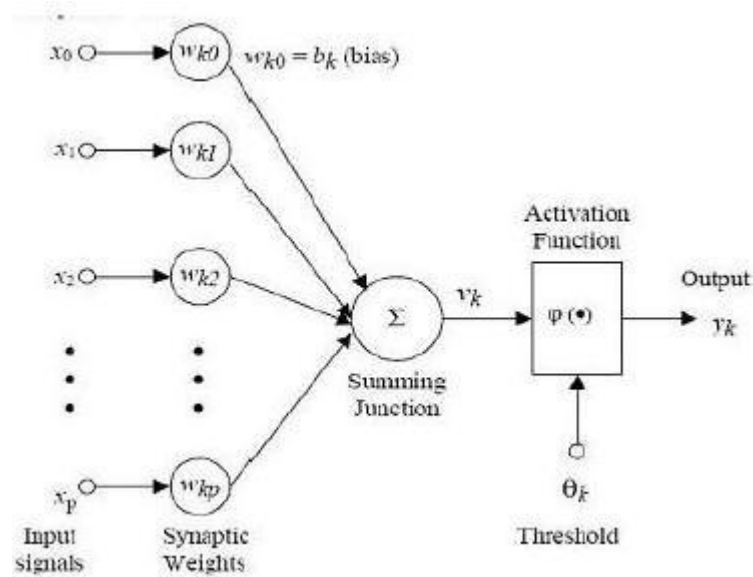 x0 wk0 wk0 = bk (bias)
x1 wk1
Activation
Function
x2 wk2
Σ
vk
φ (•)
Output
yk
Summing
Junction
xp wkp
θk
Input
signals
Synaptic
Weights
Threshold